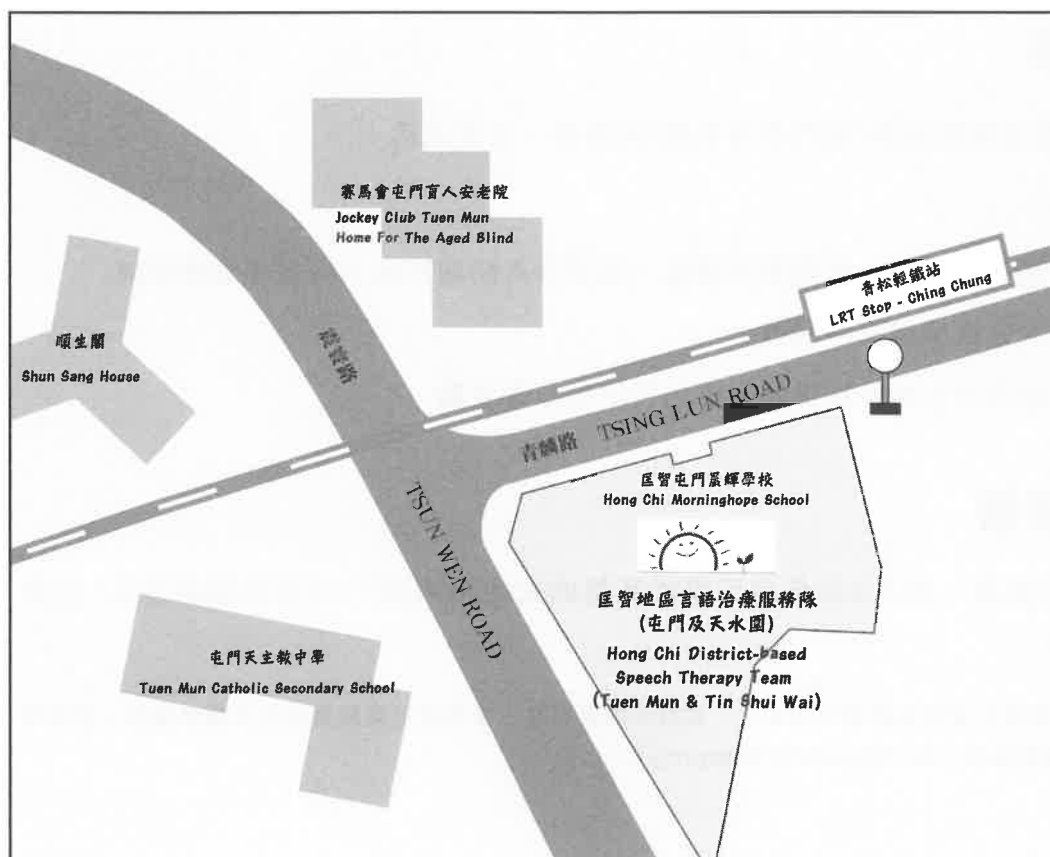 賽馬會屯門盲人安老院
Jockey Club Tuen Mun
Home For The Aged Blind
青松輕鐵站
LRT Stop - Ching Chung
順生閣
Shun Sang House
震寰路
青麟路 TSING LUN ROAD
TSUN WEN ROAD
匡智屯門晨輝學校
Hong Chi Morninghope School
匡智地區言語治療服務隊
(屯門及天水圍)
Hong Chi District-based
Speech Therapy Team
(Tuen Mun & Tin Shui Wai)
屯門天主教中學
Tuen Mun Catholic Secondary School